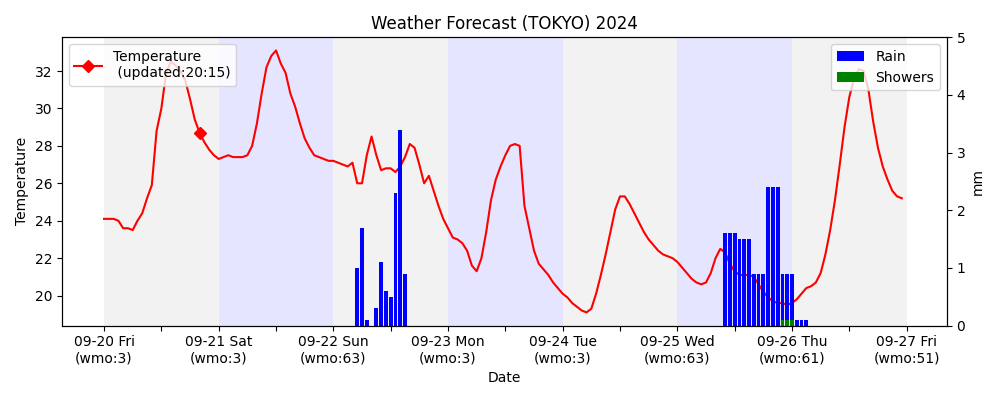 Weather Forecast (TOKYO) 2024
Temperature
(updated:20:15)
Rain
Showers
Temperature
32
30
28
26
24
22
20
5
4
3
2
1
0
mm
09-20 Fri
(wmo:3)
09-21 Sat
(wmo:3)
09-22 Sun
(wmo:63)
09-23 Mon
(wmo:3)
09-24 Tue
(wmo:3)
09-25 Wed
(wmo:63)
09-26 Thu
(wmo:61)
09-27 Fri
(wmo:51)
Date